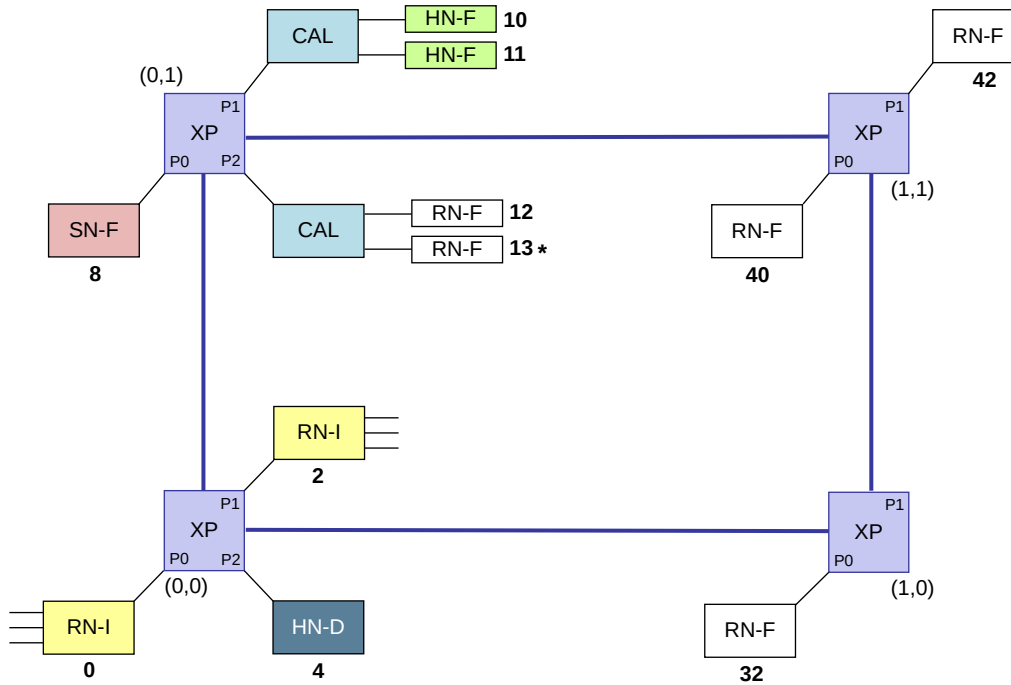 CAL
HN-F 10
HN-F 11
RN-F
42
(0,1)
P1
XP
P0 P2
P1
XP
P0
(1,1)
SN-F
8
CAL
RN-F 12
RN-F 13 *
RN-F
40
RN-I
2
P1
XP
P0 P2
(0,0)
P1
XP
P0
(1,0)
RN-I
0
HN-D
4
RN-F
32